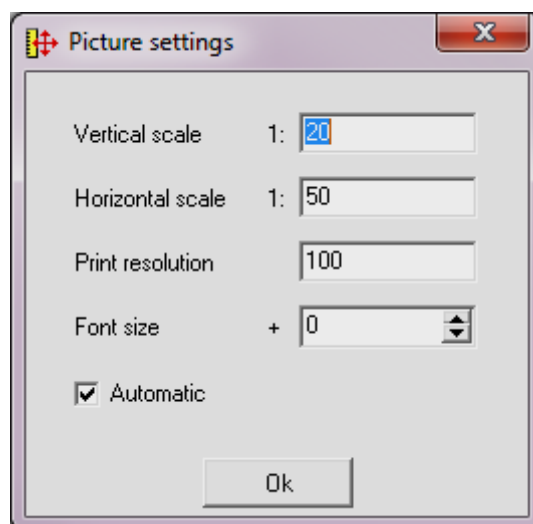 Picture settings
Vertical scale 1: 20
Horizontal scale 1: 50
Print resolution 100
Font size + 0
Automatic
Ok